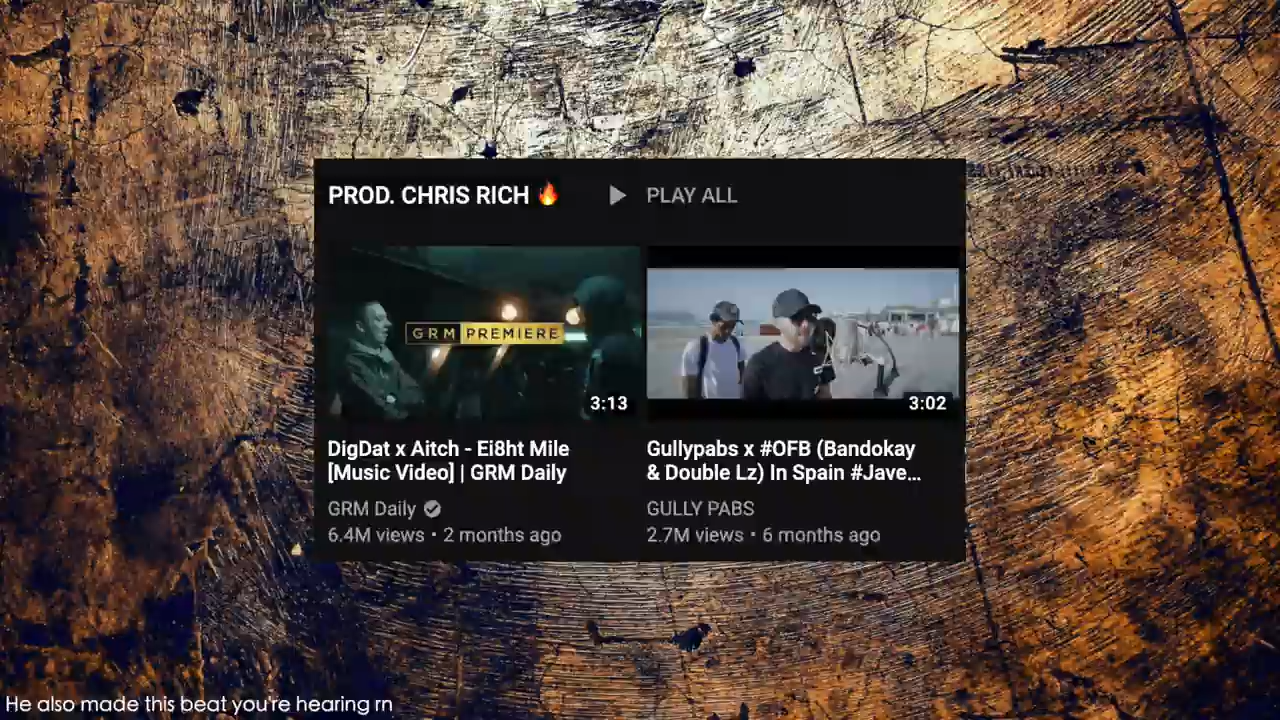 PROD. CHRIS RICH 🔥 PLAY ALL
GRM PREMIERE
3:13
3:02
DigDat x Aitch - Ei8ht Mile
[Music Video] | GRM Daily
GRM Daily
6.4M views • 2 months ago
Gullypabs x #OFB (Bandokay
& Double Lz) In Spain #Jave...
GULLY PABS
2.7M views • 6 months ago
He also made this beat you're hearing rn